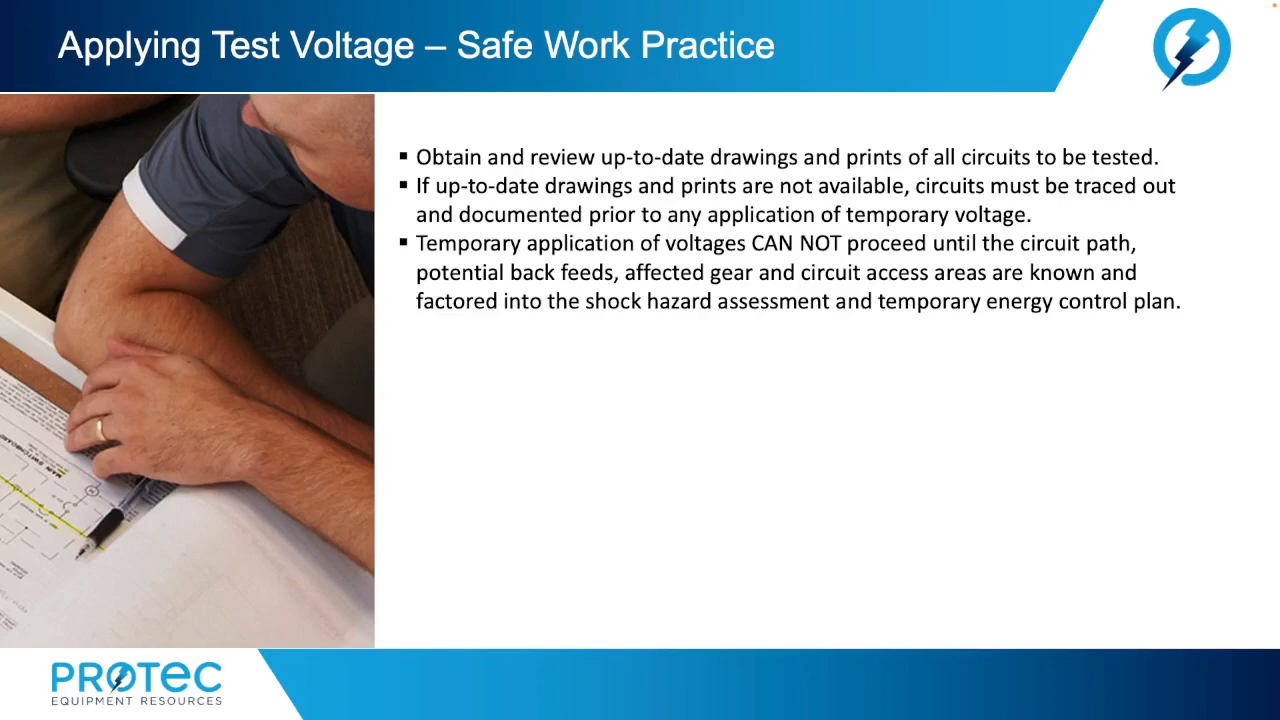 Applying Test Voltage – Safe Work Practice
▪ Obtain and review up-to-date drawings and prints of all circuits to be tested.
▪ If up-to-date drawings and prints are not available, circuits must be traced out
and documented prior to any application of temporary voltage.
▪ Temporary application of voltages CAN NOT proceed until the circuit path,
potential back feeds, affected gear and circuit access areas are known and
factored into the shock hazard assessment and temporary energy control plan.
MAIN SWITCHBOARD
PROTEC
EQUIPMENT RESOURCES